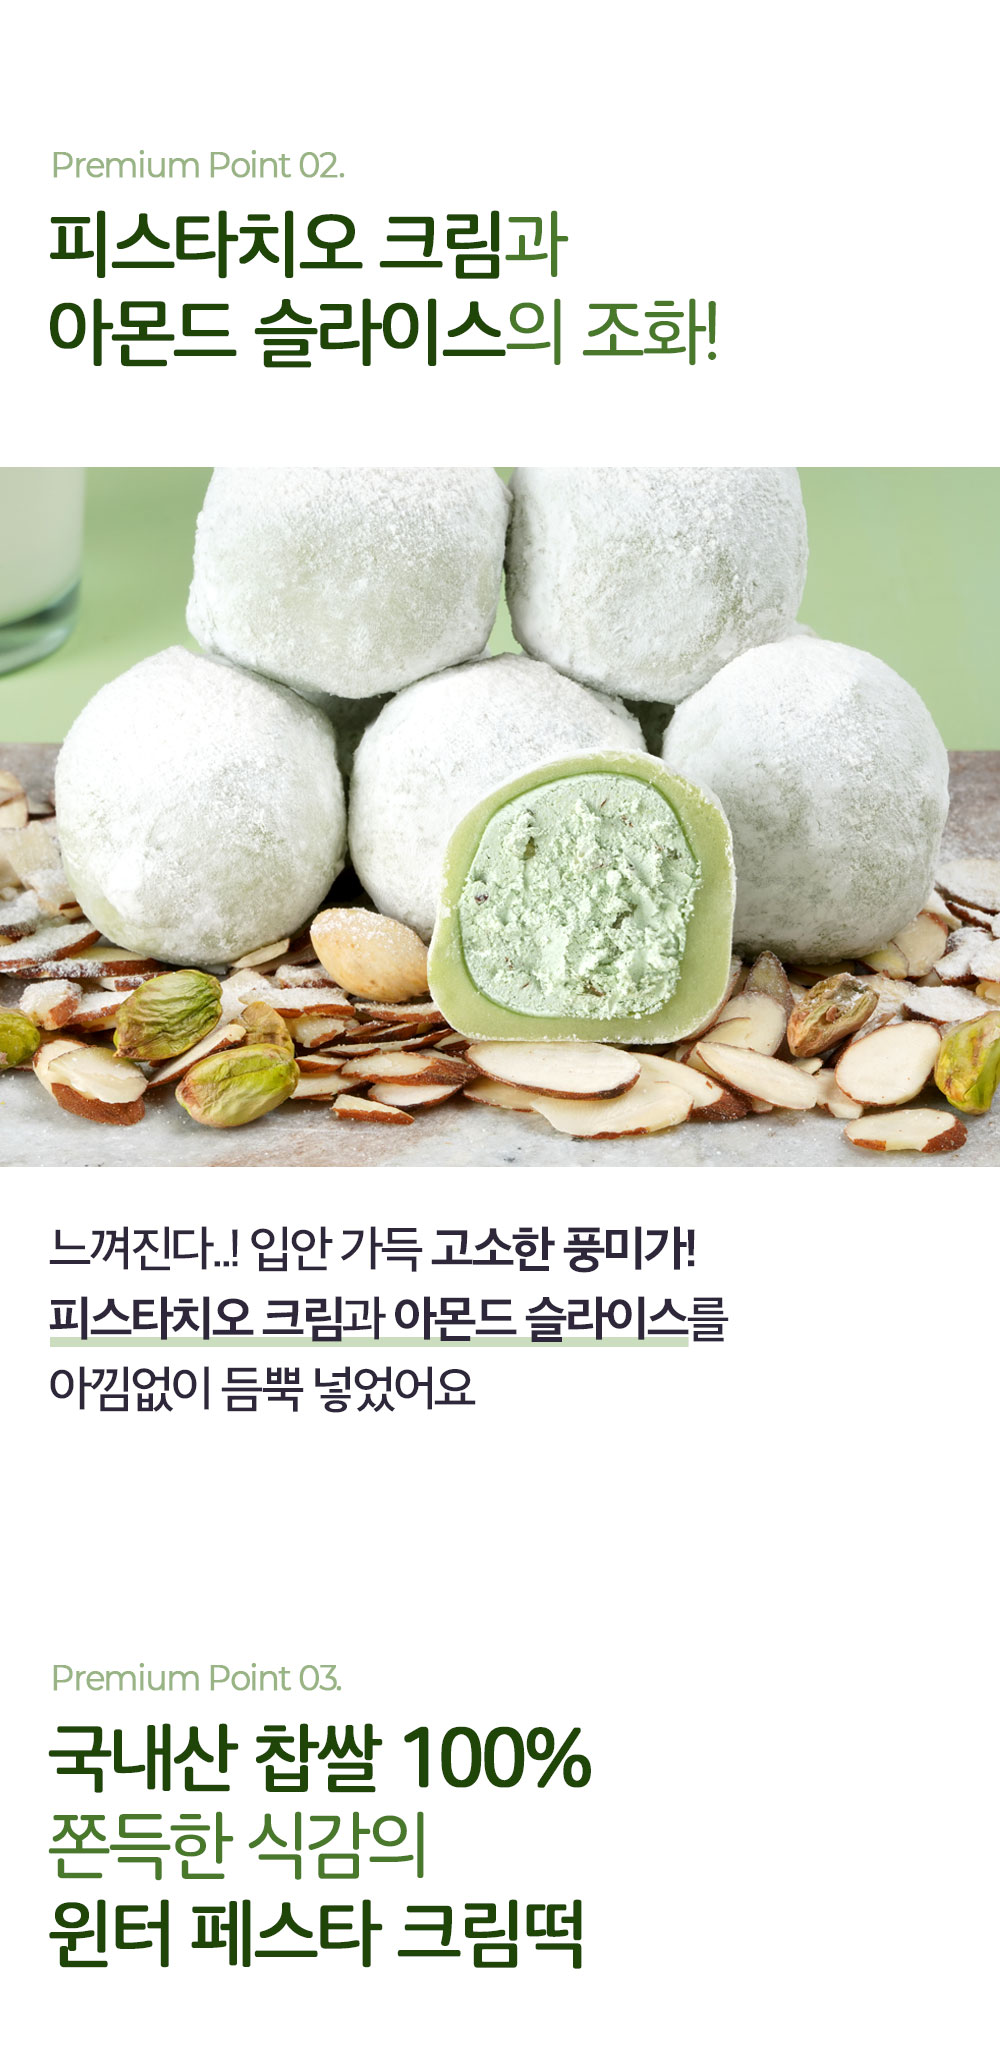 Premium Point 02.
피스타치오 크림과
아몬드 슬라이스의 조화!
느껴진다..! 입안 가득 고소한 풍미가!
피스타치오 크림과 아몬드 슬라이스를
아낌없이 듬뿍 넣었어요
Premium Point 03.
국내산 찹쌀 100%
쫀득한 식감의
윈터 페스타 크림떡